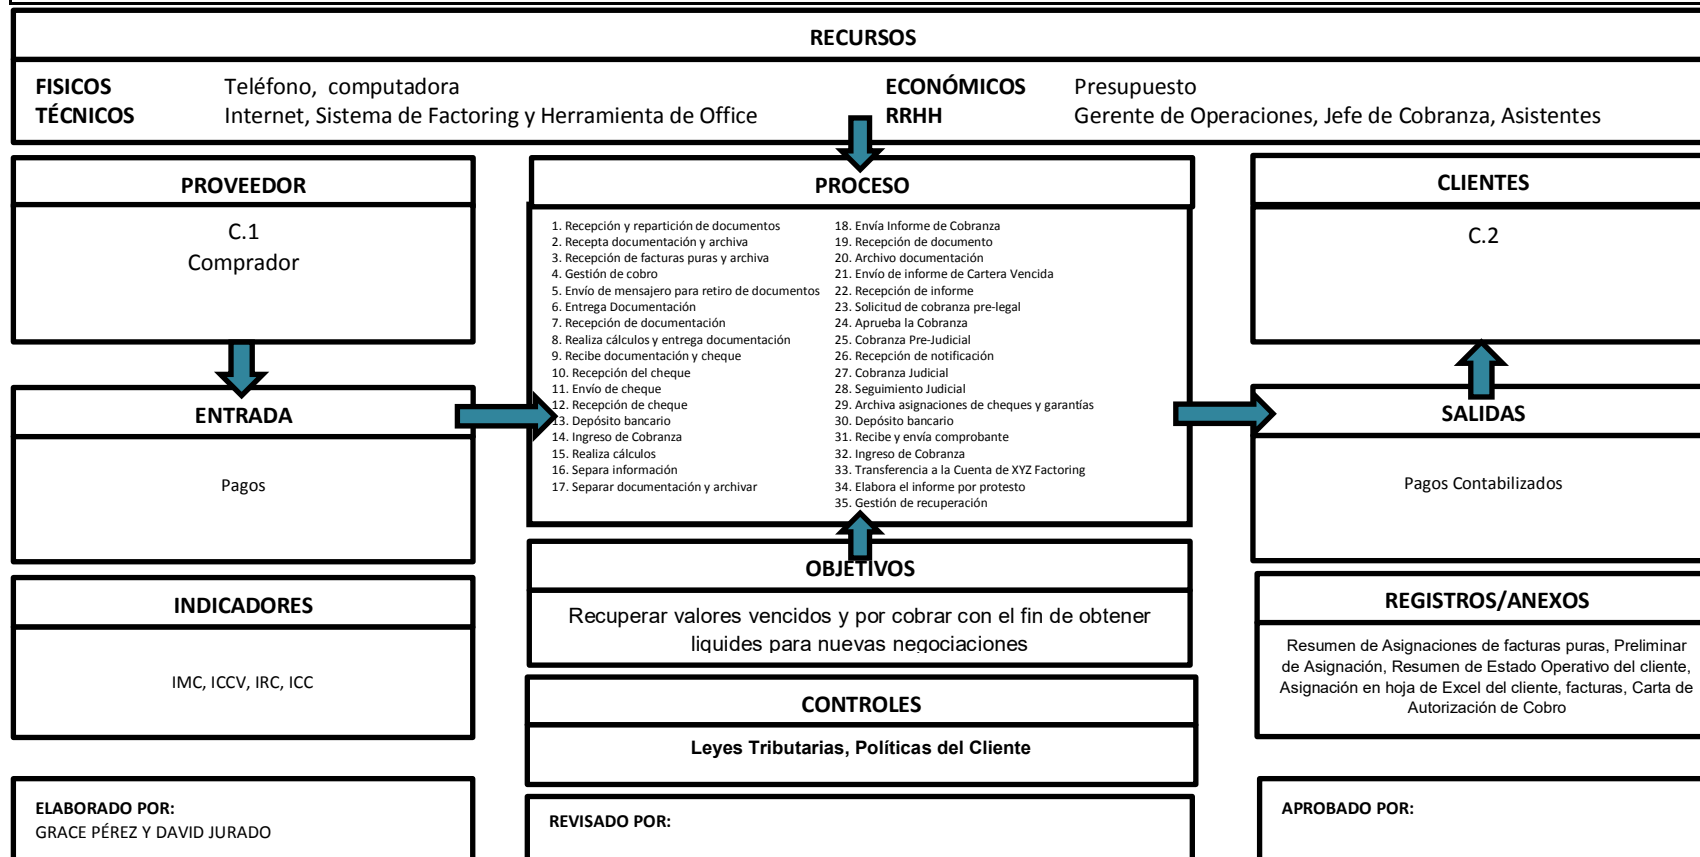 RECURSOS
FISICOS Teléfono, computadora ECONÓMICOS Presupuesto
TÉCNICOS Internet, Sistema de Factoring y Herramienta de Office RRHH Gerente de Operaciones, Jefe de Cobranza, Asistentes
PROVEEDOR
C.1
Comprador
ENTRADA
Pagos
INDICADORES
IMC, ICCV, IRC, ICC
PROCESO
1. Recepción y repartición de documentos
2. Recepta documentación y archiva
3. Recepción de facturas puras y archiva
4. Gestión de cobro
5. Envío de mensajero para retiro de documentos
6. Entrega Documentación
7. Recepción de documentación
8. Realiza cálculos y entrega documentación
9. Recibe documentación y cheque
10. Recepción del cheque
11. Envío de cheque
12. Recepción de cheque
13. Depósito bancario
14. Ingreso de Cobranza
15. Realiza cálculos
16. Separa información
17. Separar documentación y archivar
18. Envía Informe de Cobranza
19. Recepción de documento
20. Archivo documentación
21. Envío de informe de Cartera Vencida
22. Recepción de informe
23. Solicitud de cobranza pre-legal
24. Aprueba la Cobranza
25. Cobranza Pre-Judicial
26. Recepción de notificación
27. Cobranza Judicial
28. Seguimiento Judicial
29. Archiva asignaciones de cheques y garantías
30. Depósito bancario
31. Recibe y envía comprobante
32. Ingreso de Cobranza
33. Transferencia a la Cuenta de XYZ Factoring
34. Elabora el informe por protesto
35. Gestión de recuperación
OBJETIVOS
Recuperar valores vencidos y por cobrar con el fin de obtener
liquides para nuevas negociaciones
CONTROLES
Leyes Tributarias, Políticas del Cliente
CLIENTES
C.2
SALIDAS
Pagos Contabilizados
REGISTROS/ANEXOS
Resumen de Asignaciones de facturas puras, Preliminar
de Asignación, Resumen de Estado Operativo del cliente,
Asignación en hoja de Excel del cliente, facturas, Carta de
Autorización de Cobro
ELABORADO POR:
GRACE PÉREZ Y DAVID JURADO
REVISADO POR:
APROBADO POR: